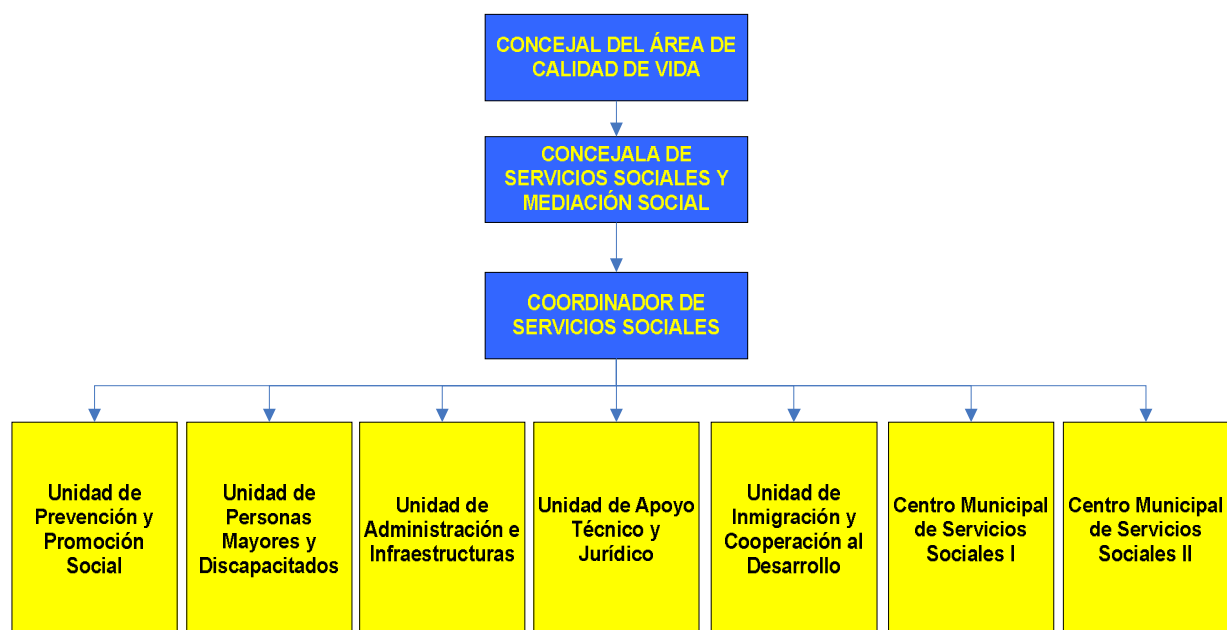 CONCEJAL DEL ÁREA DE
CALIDAD DE VIDA
CONCEJALA DE
SERVICIOS SOCIALES Y
MEDIACIÓN SOCIAL
COORDINADOR DE
SERVICIOS SOCIALES
Unidad de
Prevención y
Promoción
Social
Unidad de
Personas
Mayores y
Discapacitados
Unidad de
Administración e
Infraestructuras
Unidad de Apoyo
Técnico y
Jurídico
Unidad de
Inmigración y
Cooperación al
Desarrollo
Centro Municipal
de Servicios
Sociales I
Centro Municipal
de Servicios
Sociales II